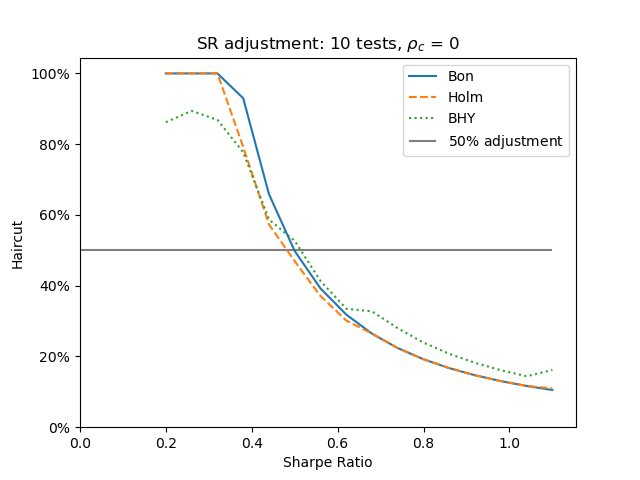 SR adjustment: 10 tests, ρc = 0
100%
80%
60%
40%
20%
0%
Haircut
0.0 0.2 0.4 0.6 0.8 1.0
Sharpe Ratio
Bon
Holm
BHY
50% adjustment